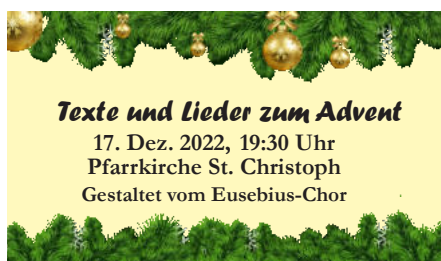 Texte und Lieder zum Advent
17. Dez. 2022, 19:30 Uhr
Pfarrkirche St. Christoph
Gestaltet vom Eusebius-Chor